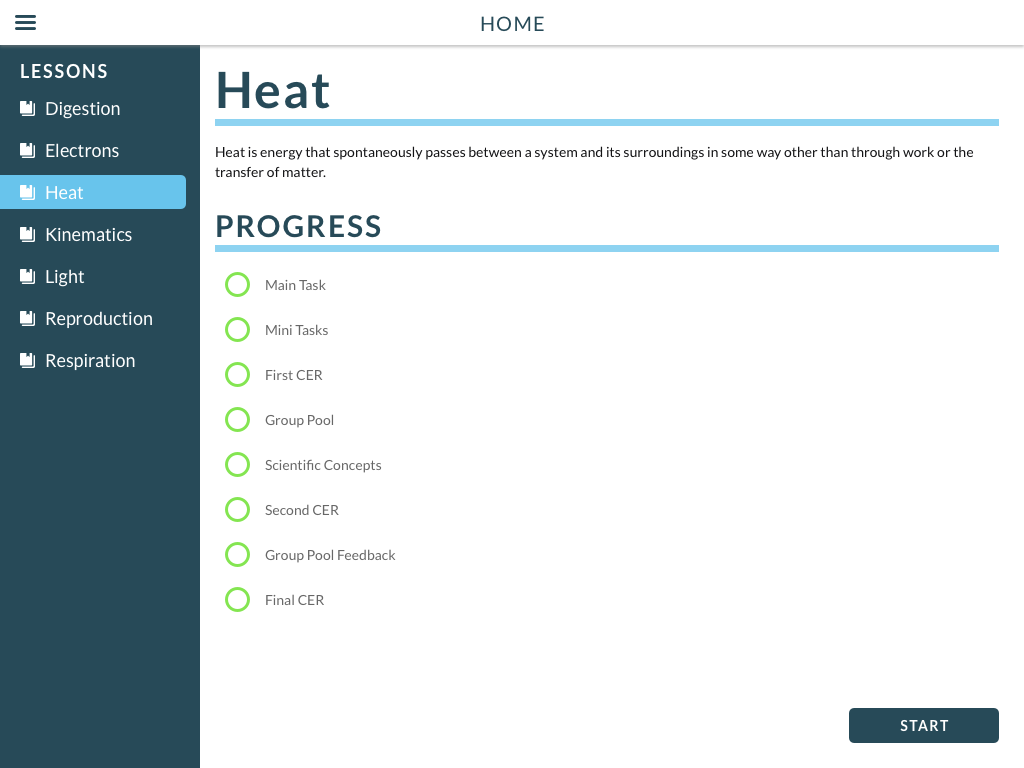 HOME
LESSONS
Digestion
Electrons
Heat
Kinematics
Light
Reproduction
Respiration
Heat
Heat is energy that spontaneously passes between a system and its surroundings in some way other than through work or the
transfer of matter.
PROGRESS
Main Task
Mini Tasks
First CER
Group Pool
Scientific Concepts
Second CER
Group Pool Feedback
Final CER
START